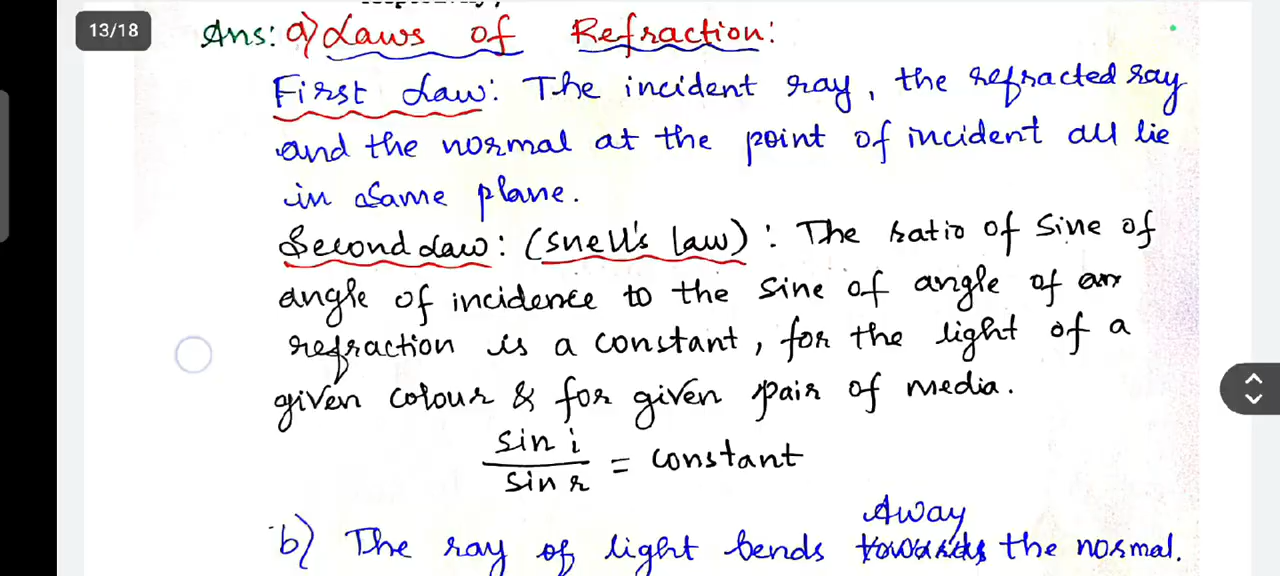 13/18
Ans: a) Laws of Refraction:
First Law: The incident ray, the refracted ray
and the normal at the point of incident all lie
in Same plane.
Second Law: (Snell's law): The ratio of Sine of
angle of incidence to the Sine of angle of
refraction is a constant, for the light of a
given colour & for given pair of media.
sin i
sin r
= constant
Away
b) The ray of light bends towards the normal.